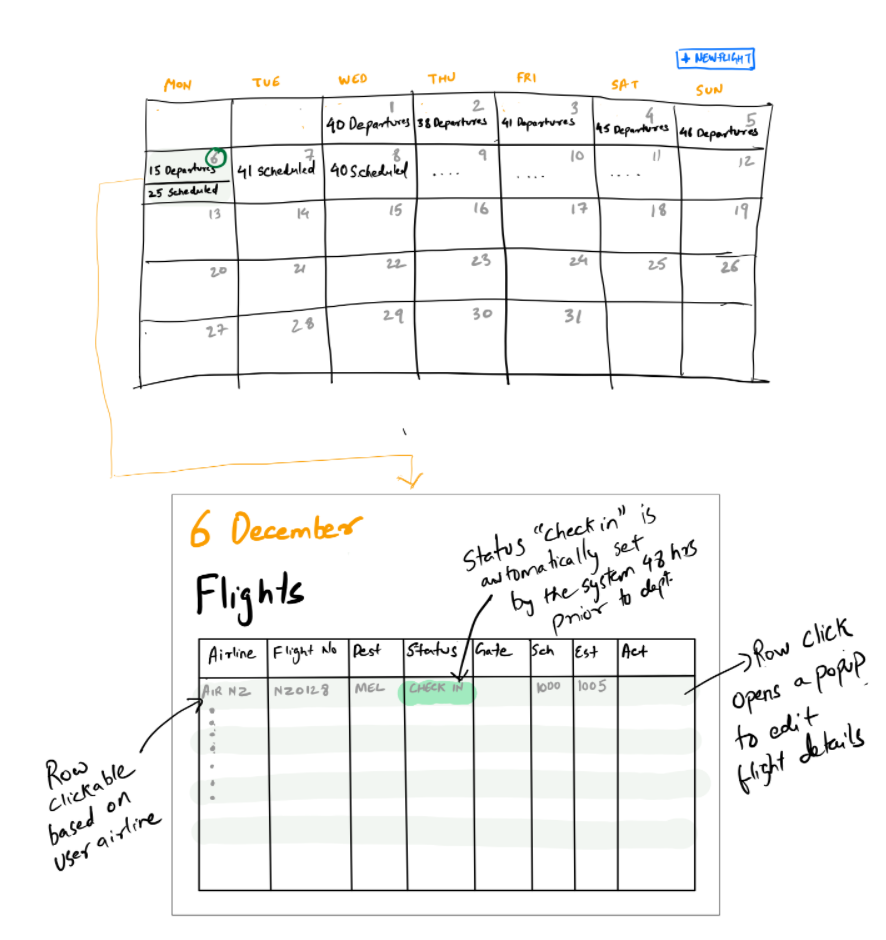 + NEWFLIGHT
MON TUE WED THU FRI SAT SUN
1 2 3 4 5
40 Departures 38 Departures 41 Departures 45 Departures 46 Departures
6 7 8 9 10 11 12
15 Departures 41 scheduled 40 Scheduled .... .... ....
25 Scheduled
13 14 15 16 17 18 19
20 21 22 23 24 25 26
27 28 29 30 31
6 December
Flights
Status "check in" is
automatically set
by the system 48 hrs
prior to dept.
Airline Flight No Dest Status Gate Sch Est Act
AIR NZ NZ0128 MEL CHECK IN 1000 1005
Row click
opens a popup
to edit
flight details
Row
clickable
based on
user airline